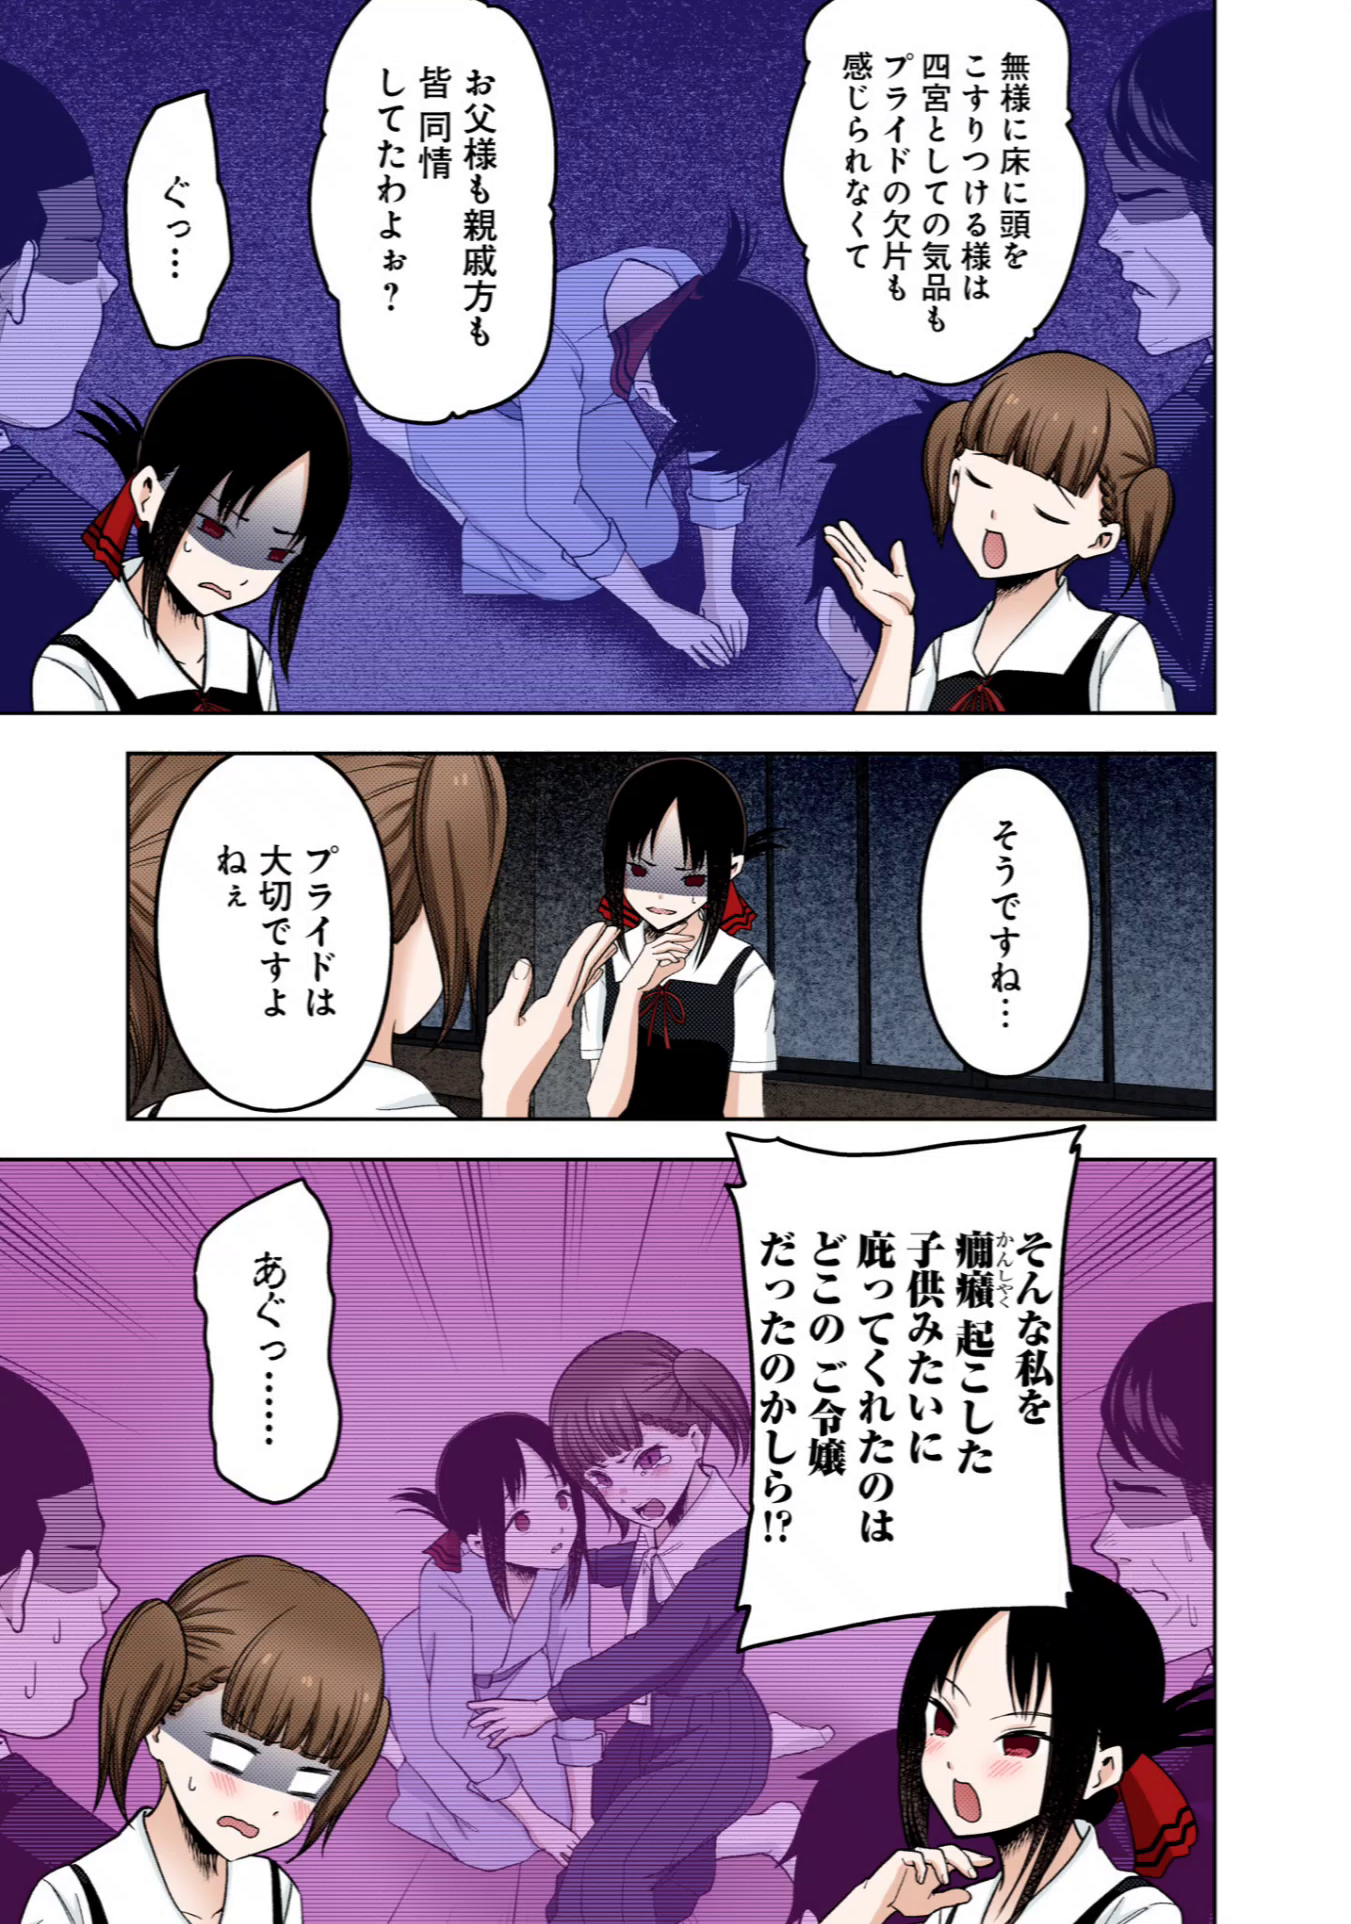 無様に床に頭を
こすりつける様は
四宮としての気品も
プライドの欠片も
感じられなくて
お父様も親戚方も
皆 同情
してたわよぉ？
ぐっ…
そうですね…
プライドは
大切ですよ
ねぇ
そんな私を
癇癪 起こした
かんしゃく
子供みたいに
庇ってくれたのは
どこの ご令嬢
だったのかしら!?
あぐっ……